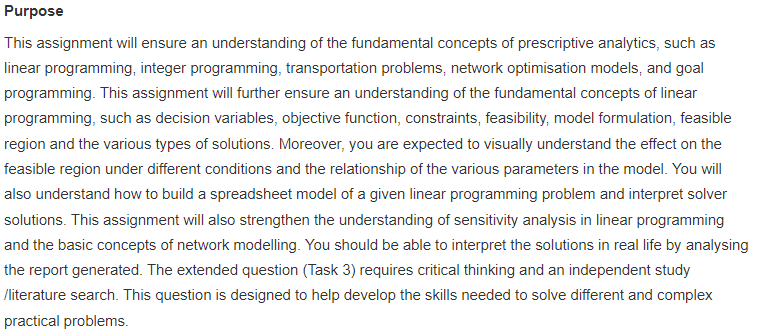 Purpose
This assignment will ensure an understanding of the fundamental concepts of prescriptive analytics, such as
linear programming, integer programming, transportation problems, network optimisation models, and goal
programming. This assignment will further ensure an understanding of the fundamental concepts of linear
programming, such as decision variables, objective function, constraints, feasibility, model formulation, feasible
region and the various types of solutions. Moreover, you are expected to visually understand the effect on the
feasible region under different conditions and the relationship of the various parameters in the model. You will
also understand how to build a spreadsheet model of a given linear programming problem and interpret solver
solutions. This assignment will also strengthen the understanding of sensitivity analysis in linear programming
and the basic concepts of network modelling. You should be able to interpret the solutions in real life by analysing
the report generated. The extended question (Task 3) requires critical thinking and an independent study
/literature search. This question is designed to help develop the skills needed to solve different and complex
practical problems.